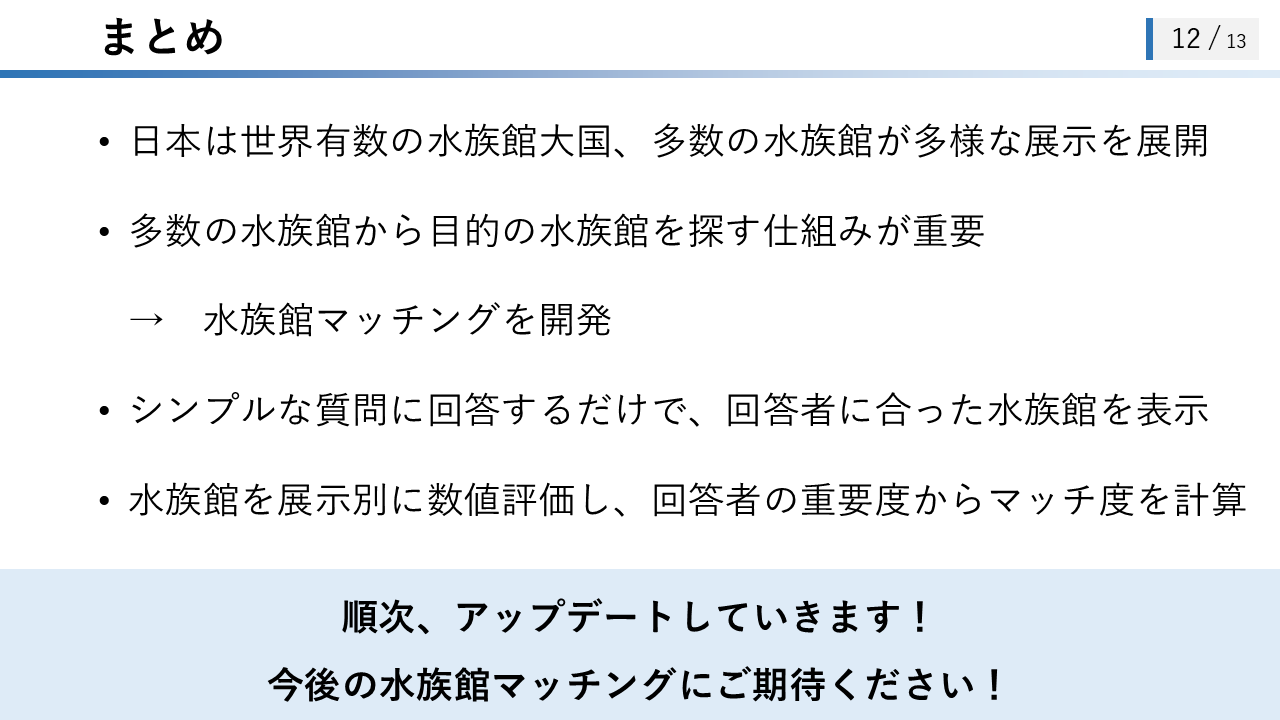 まとめ
12 / 13
• 日本は世界有数の水族館大国、多数の水族館が多様な展示を展開
• 多数の水族館から目的の水族館を探す仕組みが重要
→　水族館マッチングを開発
• シンプルな質問に回答するだけで、回答者に合った水族館を表示
• 水族館を展示別に数値評価し、回答者の重要度からマッチ度を計算
順次、アップデートしていきます！
今後の水族館マッチングにご期待ください！